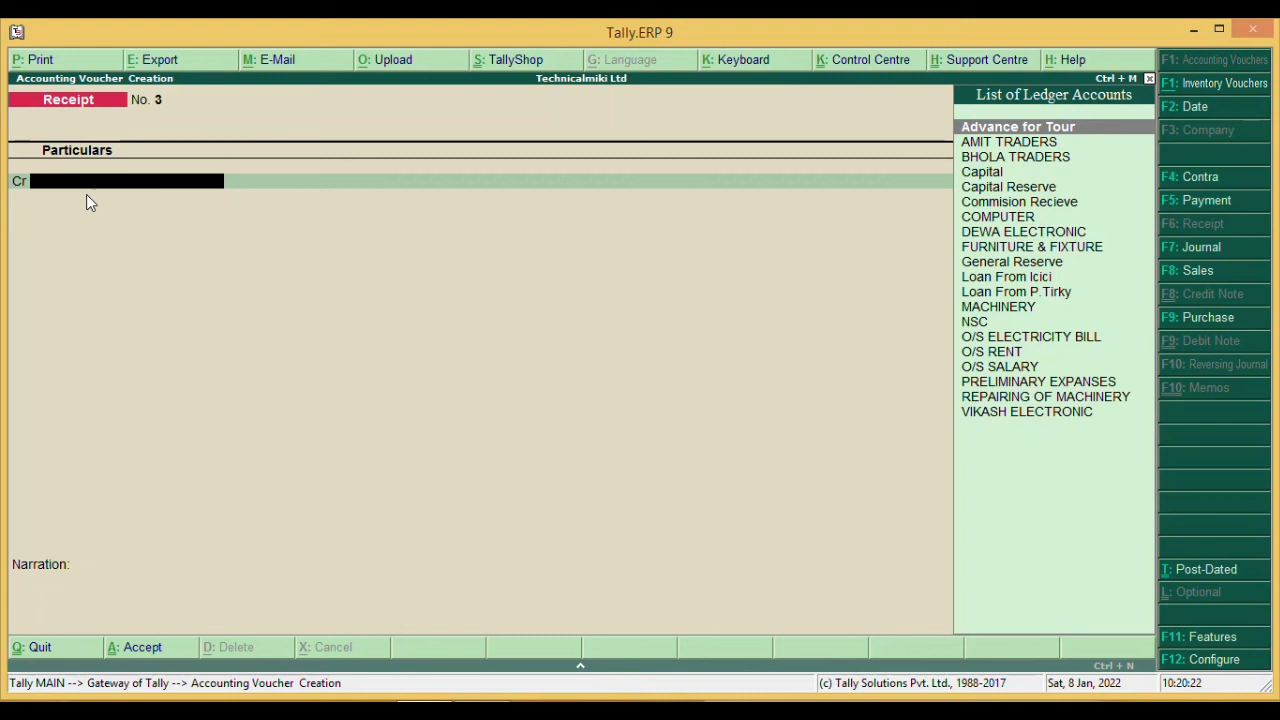 Tally.ERP 9
P: Print E: Export M: E-Mail O: Upload S: TallyShop G: Language K: Keyboard K: Control Centre H: Support Centre H: Help
Accounting Voucher Creation Technicalmiki Ltd Ctrl + M
Receipt No. 3
Particulars
Cr
Narration:
List of Ledger Accounts
Advance for Tour
AMIT TRADERS
BHOLA TRADERS
Capital
Capital Reserve
Commision Recieve
COMPUTER
DEWA ELECTRONIC
FURNITURE & FIXTURE
General Reserve
Loan From Icici
Loan From P.Tirky
MACHINERY
NSC
O/S ELECTRICITY BILL
O/S RENT
O/S SALARY
PRELIMINARY EXPANSES
REPAIRING OF MACHINERY
VIKASH ELECTRONIC
F1: Accounting Vouchers
F1: Inventory Vouchers
F2: Date
F3: Company
F4: Contra
F5: Payment
F6: Receipt
F7: Journal
F8: Sales
F8: Credit Note
F9: Purchase
F9: Debit Note
F10: Reversing Journal
F10: Memos
T: Post-Dated
L: Optional
F11: Features
F12: Configure
Q: Quit A: Accept D: Delete X: Cancel
Ctrl + N
Tally MAIN --> Gateway of Tally --> Accounting Voucher Creation (c) Tally Solutions Pvt. Ltd., 1988-2017 Sat, 8 Jan, 2022 10:20:22